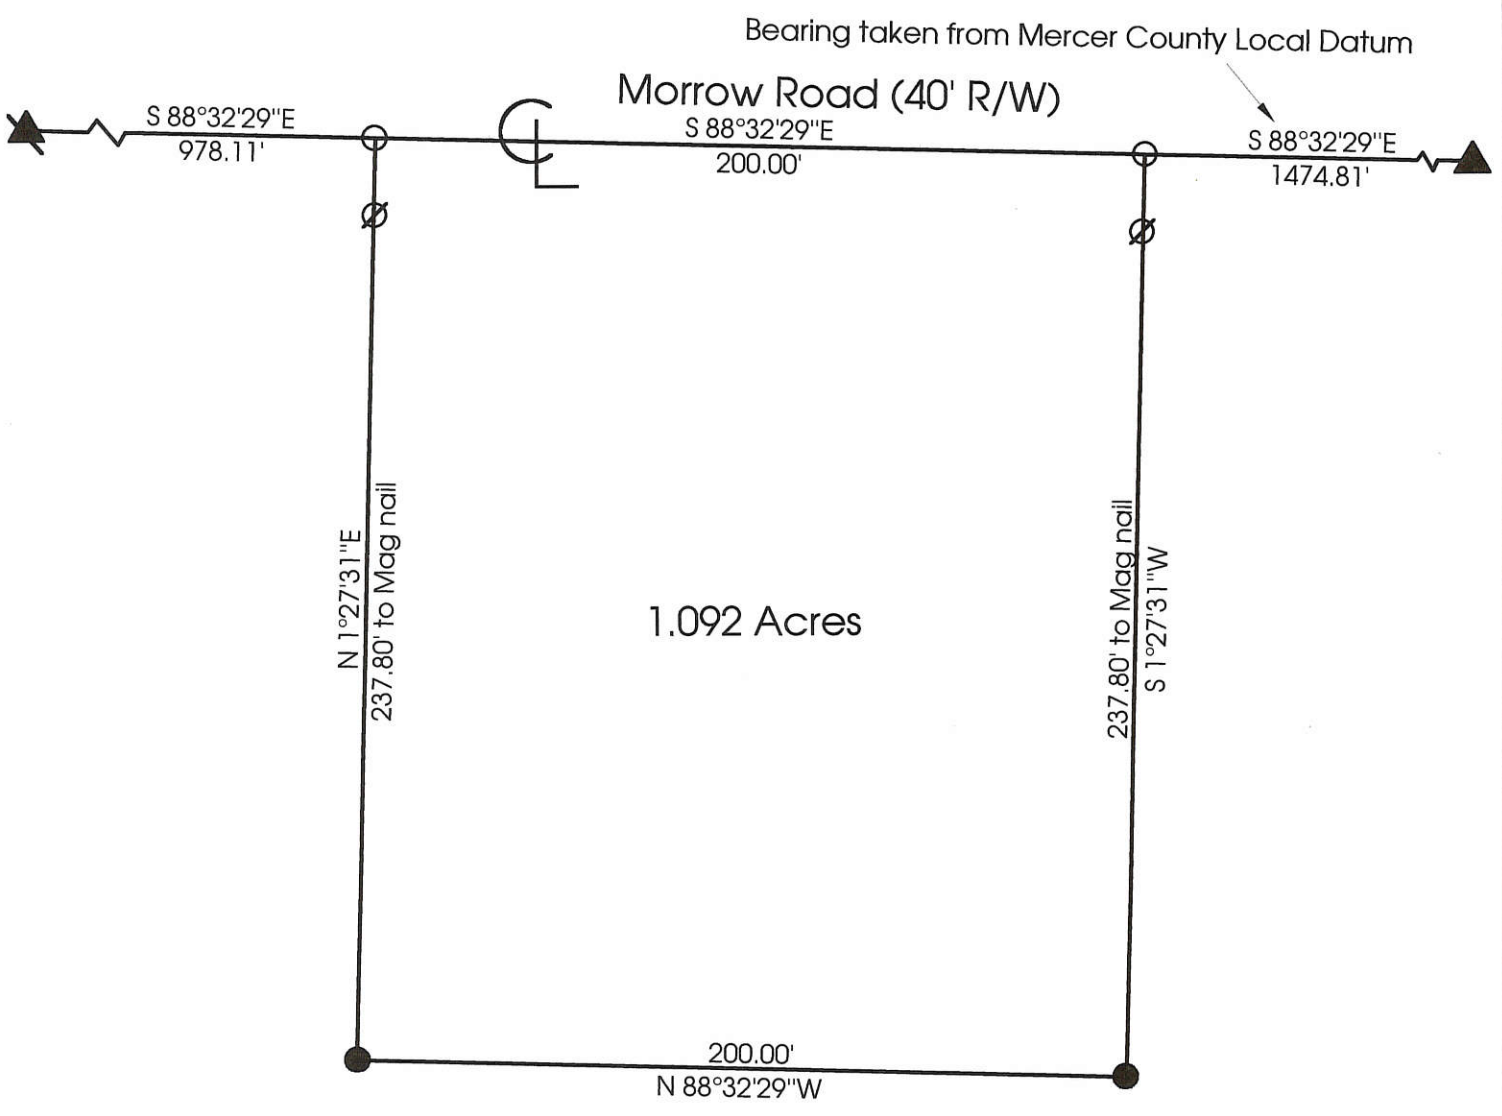 Bearing taken from Mercer County Local Datum
Morrow Road (40' R/W)
S 88°32'29"E
978.11'
S 88°32'29"E
200.00'
S 88°32'29"E
1474.81'
N 1°27'31"E
237.80' to Mag nail
1.092 Acres
237.80' to Mag nail
S 1°27'31"W
200.00'
N 88°32'29"W